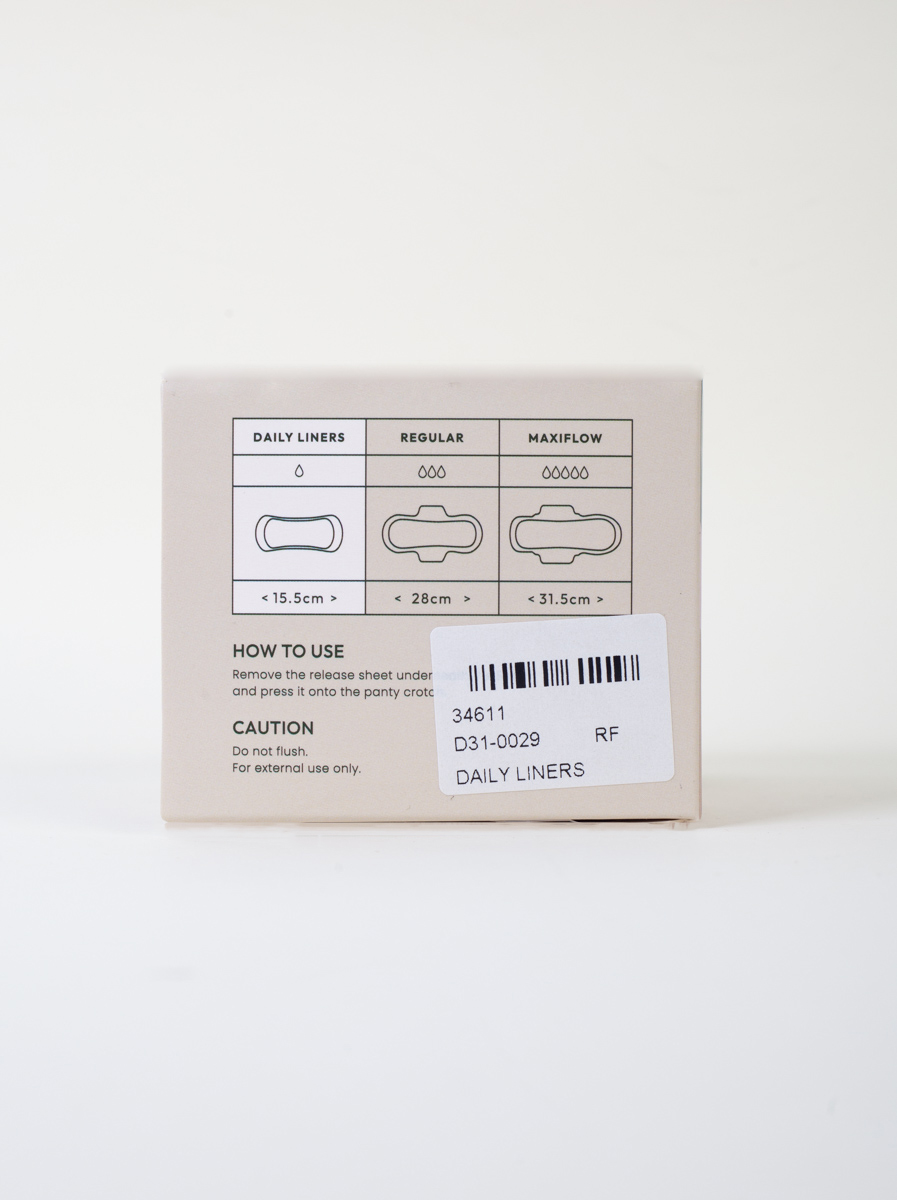 DAILY LINERS REGULAR MAXIFLOW
< 15.5cm > < 28cm > < 31.5cm >
HOW TO USE
Remove the release sheet under
and press it onto the panty
CAUTION
Do not flush.
For external use only.
34611
D31-0029 RF
DAILY LINERS